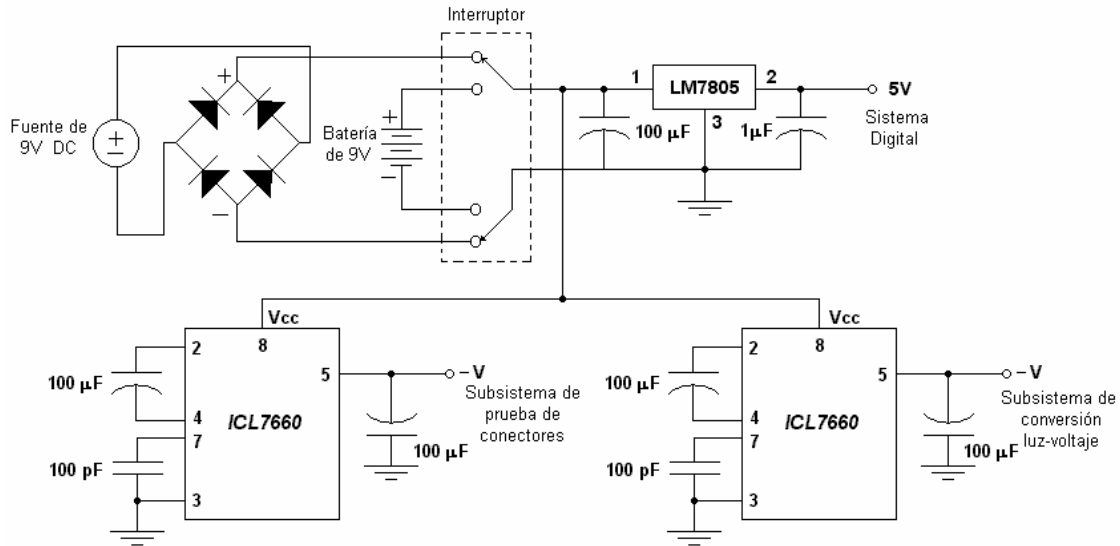 Interruptor
+
Fuente de
9V DC
+
−
+
−
Batería
de 9V
1
LM7805
2
3
100 µF
1µF
5V
Sistema
Digital
Vcc
8
2
5
100 µF
4
7
ICL7660
100 pF
3
−V
Subsistema de
prueba de
conectores
100 µF
Vcc
8
2
5
100 µF
4
7
ICL7660
100 pF
3
−V
Subsistema de
conversión
luz-voltaje
100 µF